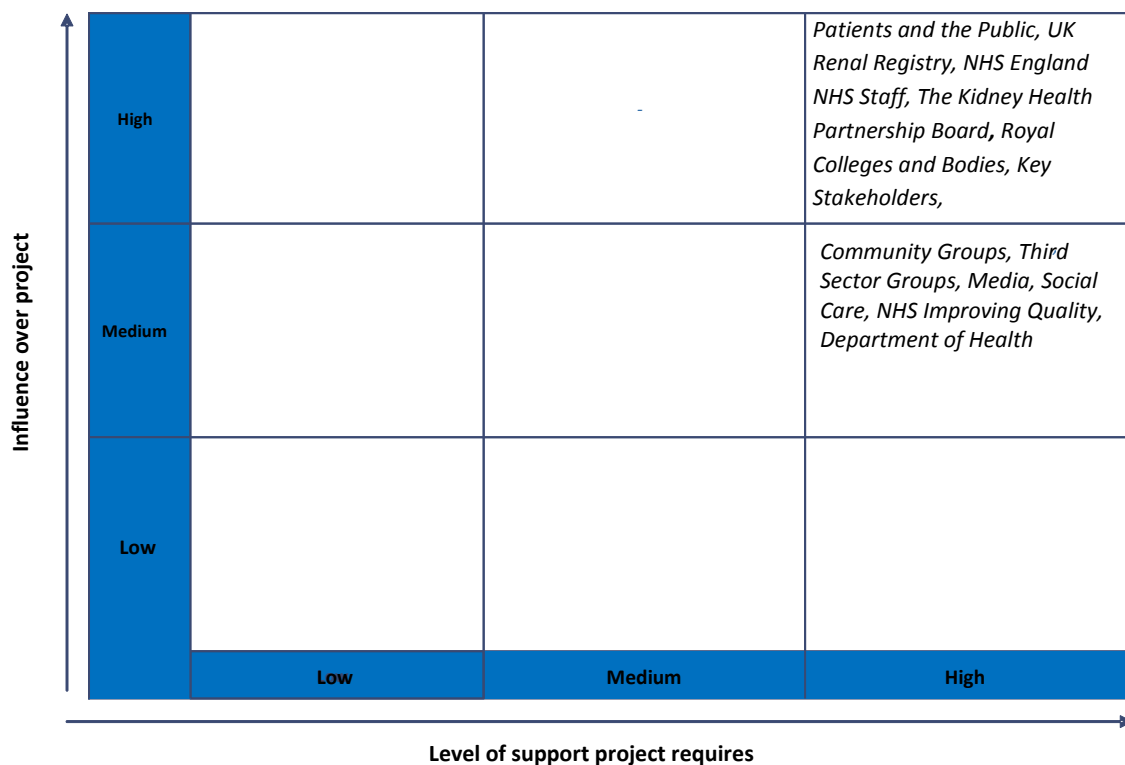 Influence over project
High
Patients and the Public, UK
Renal Registry, NHS England
NHS Staff, The Kidney Health
Partnership Board, Royal
Colleges and Bodies, Key
Stakeholders,
Medium
Community Groups, Third
Sector Groups, Media, Social
Care, NHS Improving Quality,
Department of Health
Low
Low
Medium
High
Level of support project requires